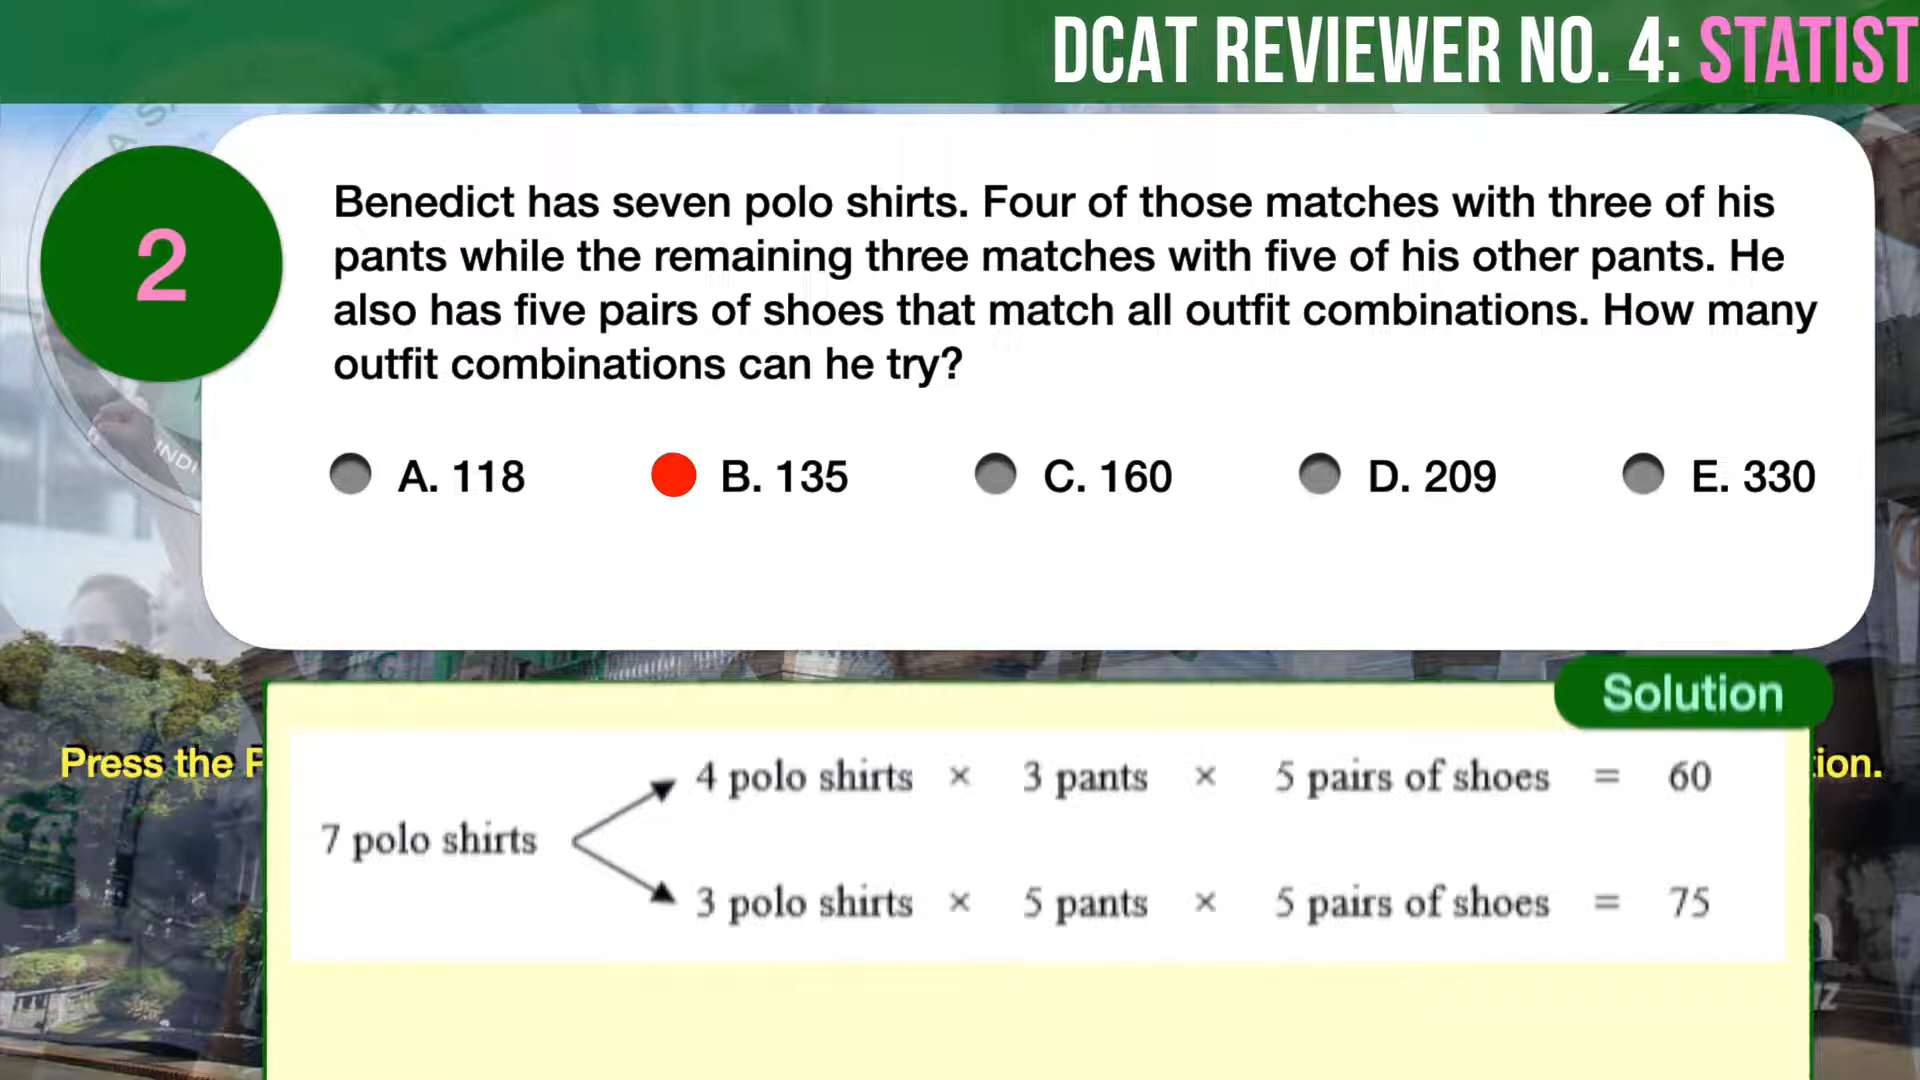 DCAT REVIEWER NO. 4: STATIST
2
Benedict has seven polo shirts. Four of those matches with three of his
pants while the remaining three matches with five of his other pants. He
also has five pairs of shoes that match all outfit combinations. How many
outfit combinations can he try?
A. 118
B. 135
C. 160
D. 209
E. 330
Solution
Press the
ion.
7 polo shirts
4 polo shirts × 3 pants × 5 pairs of shoes = 60
3 polo shirts × 5 pants × 5 pairs of shoes = 75